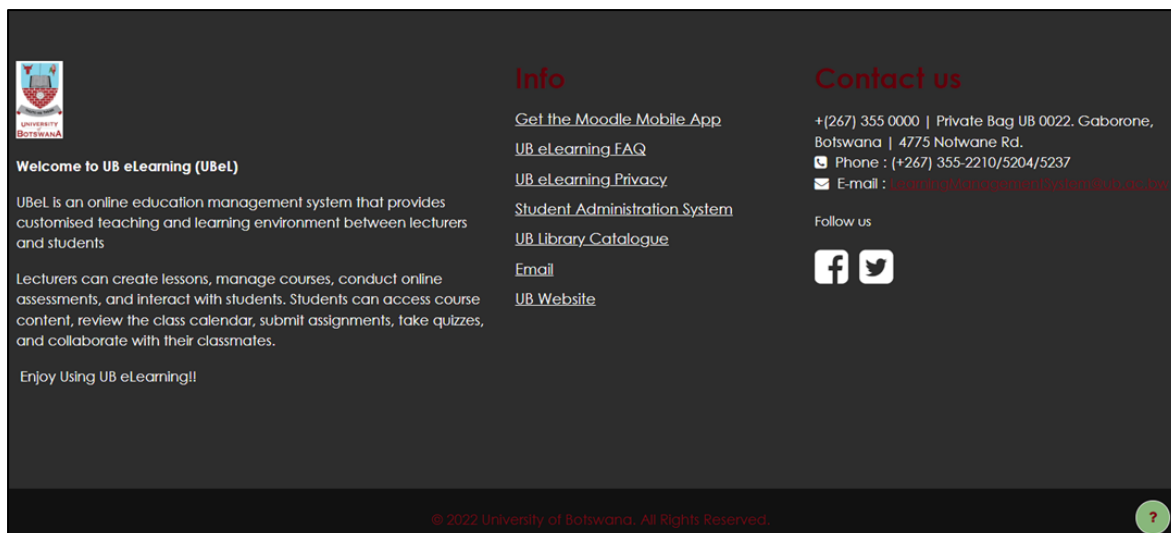 UNIVERSITY
of
BOTSWANA
Welcome to UB eLearning (UBeL)
UBeL is an online education management system that provides
customised teaching and learning environment between lecturers
and students
Lecturers can create lessons, manage courses, conduct online
assessments, and interact with students. Students can access course
content, review the class calendar, submit assignments, take quizzes,
and collaborate with their classmates.
Enjoy Using UB eLearning!!
Info
Get the Moodle Mobile App
UB eLearning FAQ
UB eLearning Privacy
Student Administration System
UB Library Catalogue
Email
UB Website
Contact us
+(267) 355 0000 | Private Bag UB 0022. Gaborone,
Botswana | 4775 Notwane Rd.
Phone : (+267) 355-2210/5204/5237
E-mail :
Follow us
© 2022 University of Botswana. All Rights Reserved.
?